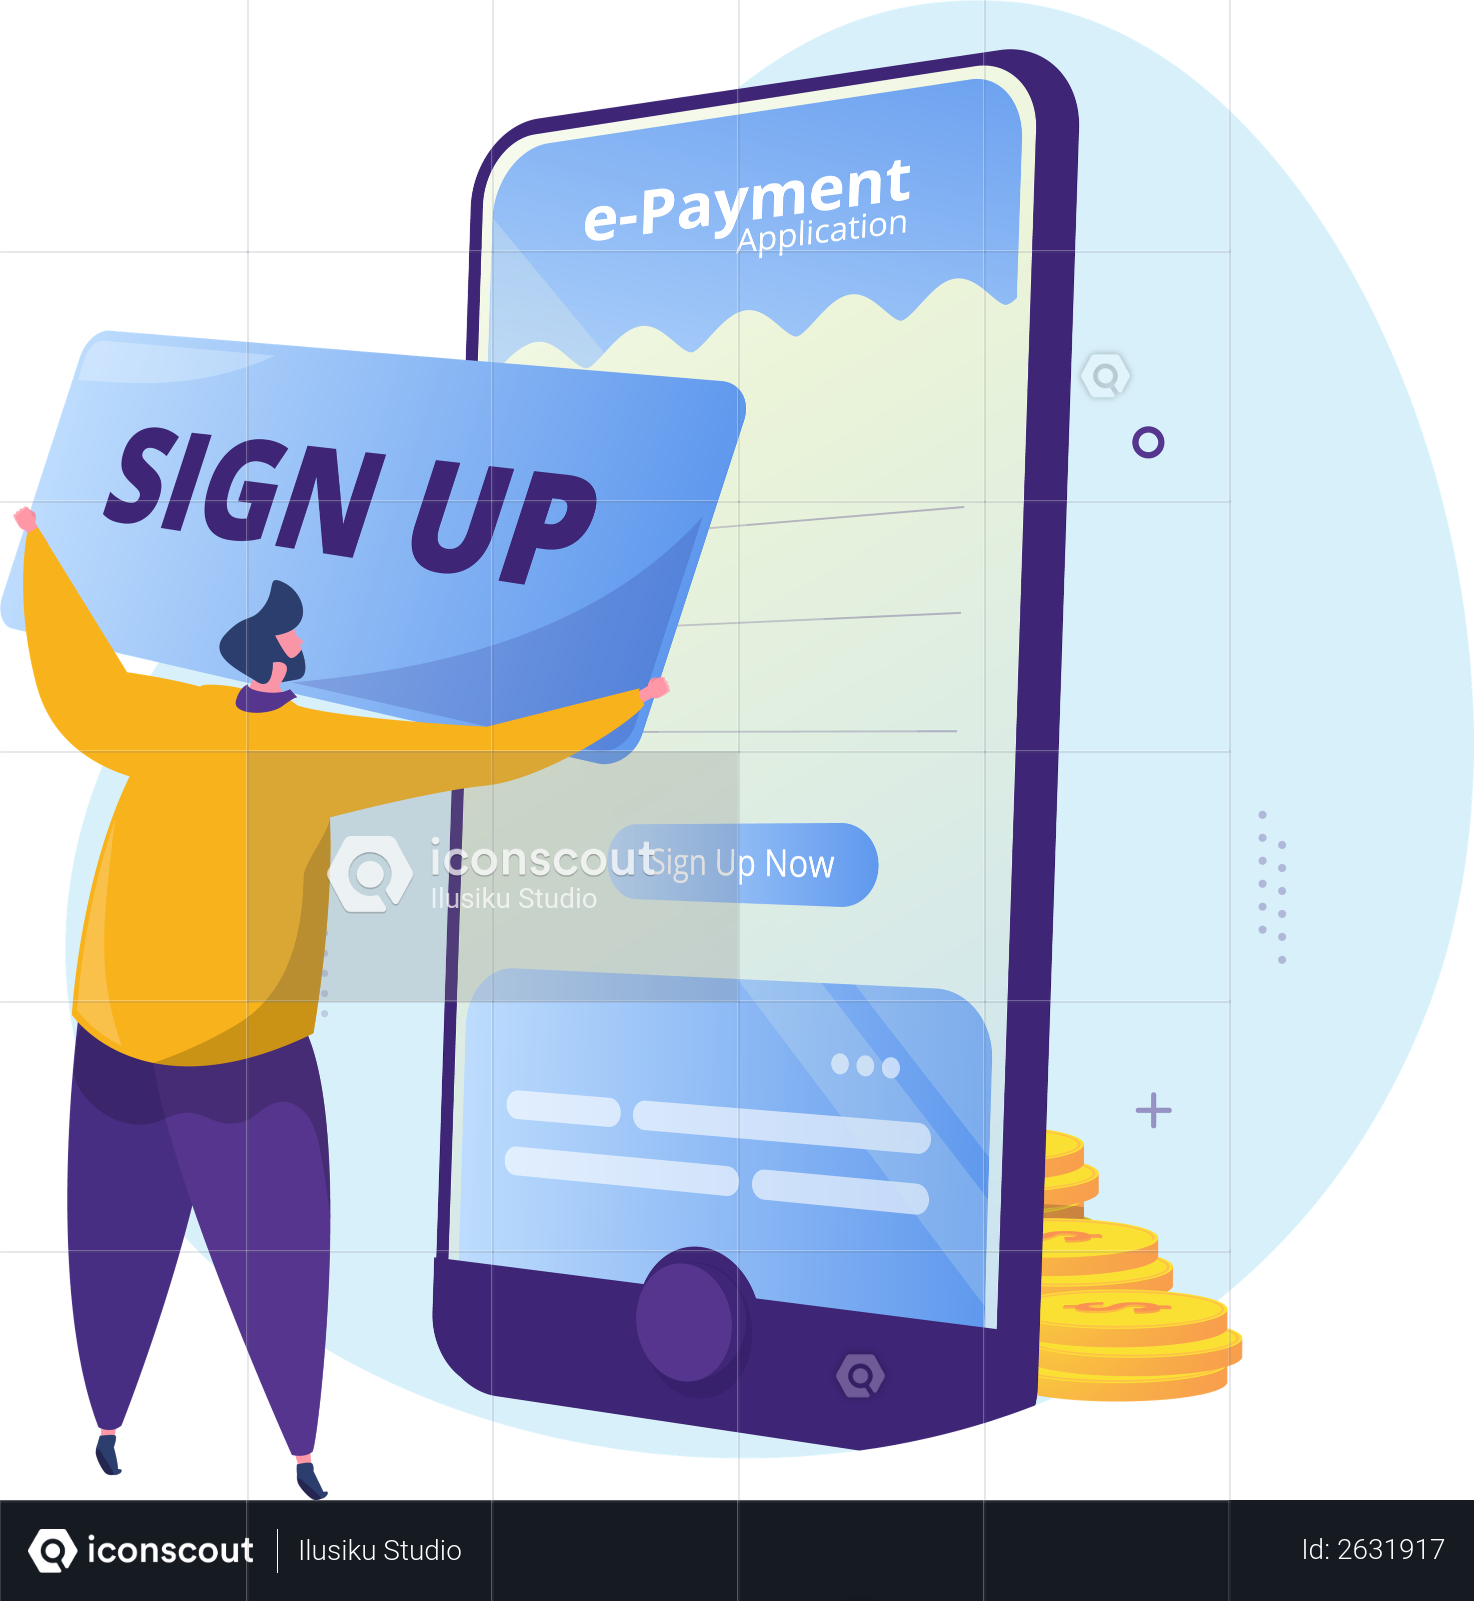 e-Payment
Application
SIGN UP
Sign Up Now
iconscout
Ilusiku Studio
iconscout
Ilusiku Studio
Id: 2631917